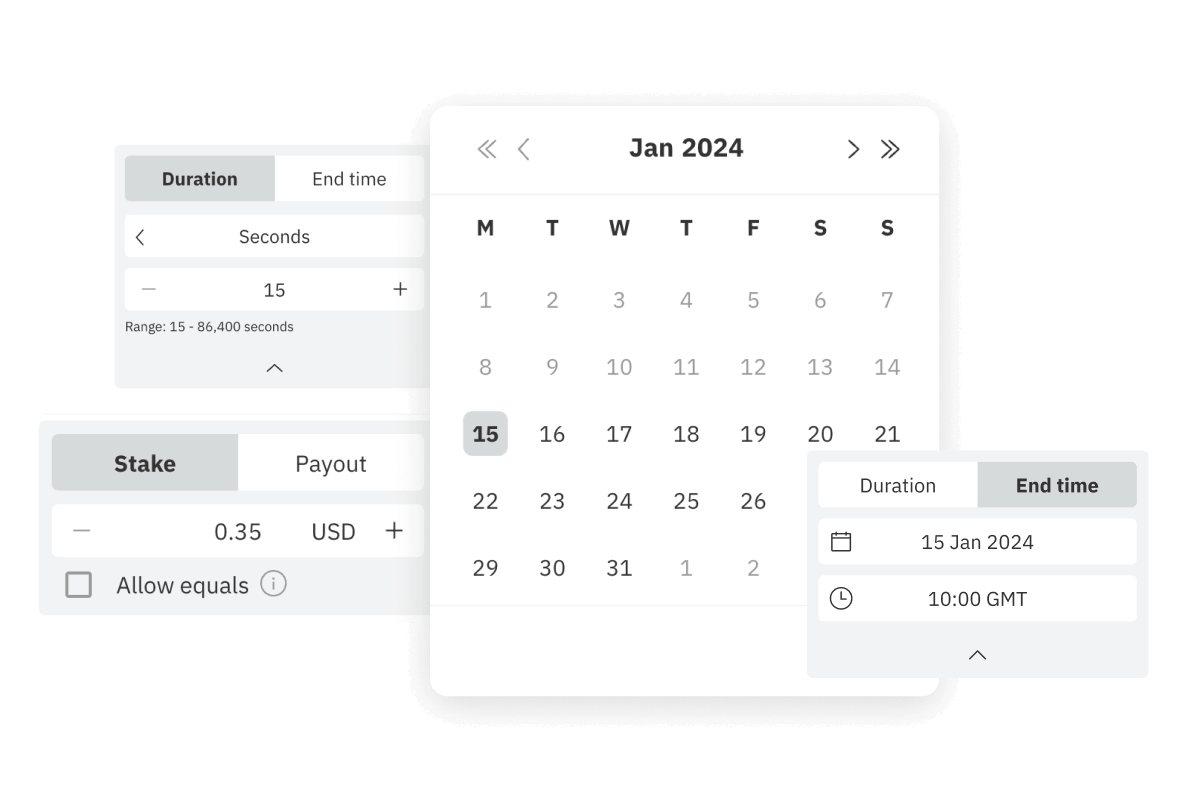 Duration End time
Seconds
15
Range: 15 - 86,400 seconds
Stake Payout
0.35 USD
Allow equals
Jan 2024
M T W T F S S
1 2 3 4 5 6 7
8 9 10 11 12 13 14
15 16 17 18 19 20 21
22 23 24 25 26
29 30 31 1 2
Duration End time
15 Jan 2024
10:00 GMT